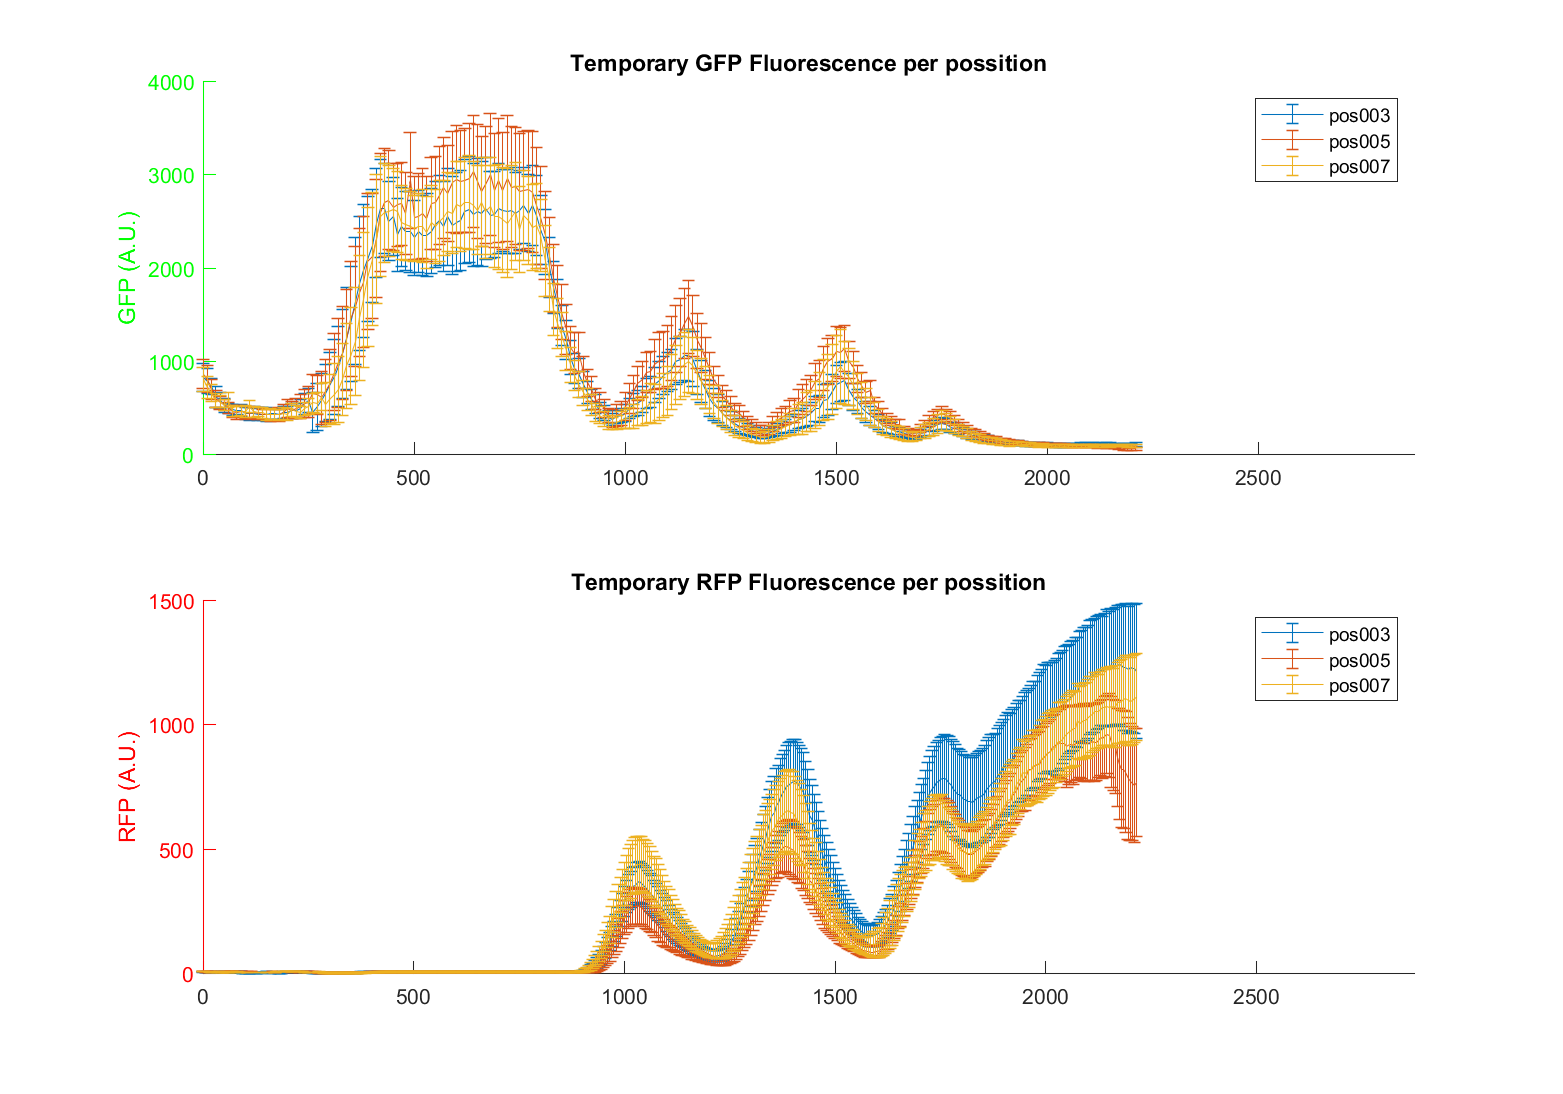 Temporary GFP Fluorescence per possition
4000
3000
2000
1000
0
GFP (A.U.)
pos003
pos005
pos007
0 500 1000 1500 2000 2500
Temporary RFP Fluorescence per possition
1500
1000
500
0
RFP (A.U.)
pos003
pos005
pos007
0 500 1000 1500 2000 2500